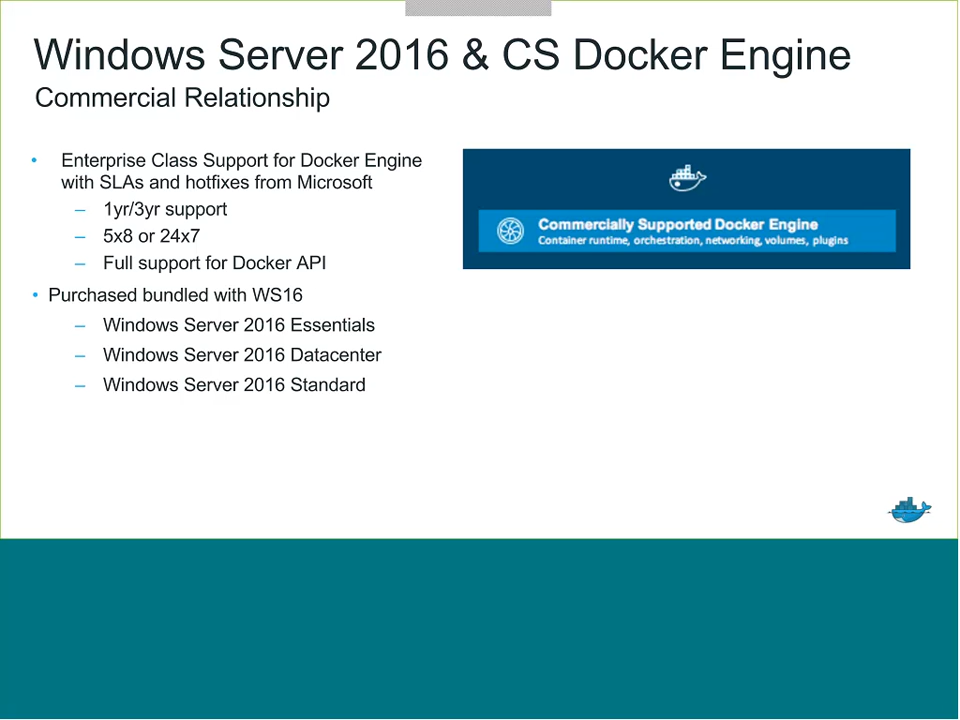 Windows Server 2016 & CS Docker Engine
Commercial Relationship
• Enterprise Class Support for Docker Engine
with SLAs and hotfixes from Microsoft
– 1yr/3yr support
– 5x8 or 24x7
– Full support for Docker API
• Purchased bundled with WS16
– Windows Server 2016 Essentials
– Windows Server 2016 Datacenter
– Windows Server 2016 Standard
Commercially Supported Docker Engine
Container runtime, orchestration, networking, volumes, plugins